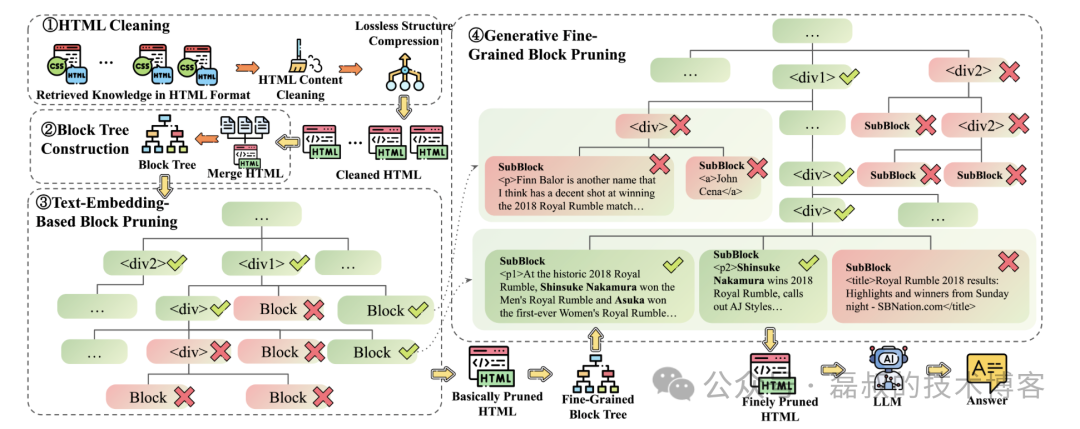 ①HTML Cleaning
CSS
HTML
...
CSS
HTML
CSS
HTML
Retrieved Knowledge in HTML Format
HTML Content
Cleaning
Lossless Structure
Compression
②Block Tree
Construction
Block Tree
HTML
Merge HTML
HTML
...
HTML
HTML
Cleaned HTML
③Text-Embedding-
Based Block Pruning
...
<div2>
<div1>
...
...
<div>
Block
Block
...
<div>
Block
Block
Block
Block
④Generative Fine-
Grained Block Pruning
...
...
<div1>
<div2>
<div>
...
SubBlock
<div2>
SubBlock
<p>Finn Balor is another name that
I think has a decent shot at winning
the 2018 Royal Rumble match...
SubBlock
<a>John
Cena</a>
<div>
SubBlock
SubBlock
<div>
...
SubBlock
<p1>At the historic 2018 Royal
Rumble, Shinsuke Nakamura won the
Men's Royal Rumble and Asuka won
the first-ever Women's Royal Rumble...
SubBlock
<p2>Shinsuke
Nakamura wins 2018
Royal Rumble, calls
out AJ Styles...
SubBlock
<title>Royal Rumble 2018 results:
Highlights and winners from Sunday
night - SBNation.com</title>
HTML
Basically Pruned
HTML
Fine-Grained
Block Tree
HTML
Finely Pruned
HTML
AI
LLM
A
Answer
公众号 · 磊叔的技术博客